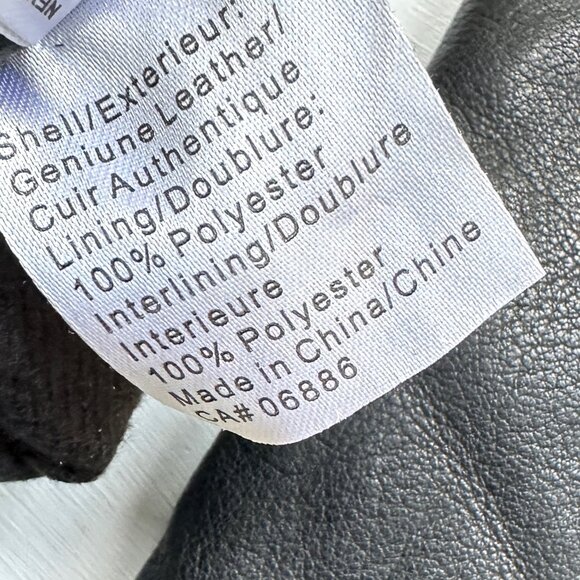 Shell/Exterieur:
Geniune Leather/
Cuir Authentique
Lining/Doublure:
100% Polyester
Interlining/Doublure
Interieure
100% Polyester
Made in China/Chine
CA# 06886